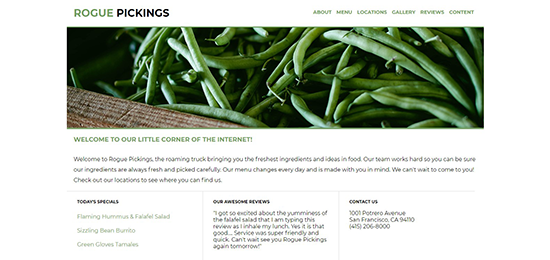 ROGUE PICKINGS
ABOUT MENU LOCATIONS GALLERY REVIEWS CONTENT
WELCOME TO OUR LITTLE CORNER OF THE INTERNET!
Welcome to Rogue Pickings, the roaming truck bringing you the freshest ingredients and ideas in food. Our team works hard so you can be sure
our ingredients are always fresh and picked carefully. Our menu changes every day and is made with you in mind. We can't wait to come to you!
Check out our locations to see where you can find us.
TODAY'S SPECIALS
Flaming Hummus & Falafel Salad
Sizzling Bean Burrito
Green Gloves Tamales
OUR AWESOME REVIEWS
"I got so excited about the yumminess of
the falafel salad that I am typing this
review as I inhale my lunch. Yes it is that
good.... Service was super friendly and
quick. Can't wait see you Rogue Pickings
again tomorrow!"
CONTACT US
1001 Potrero Avenue
San Francisco, CA 94110
(415) 206-8000